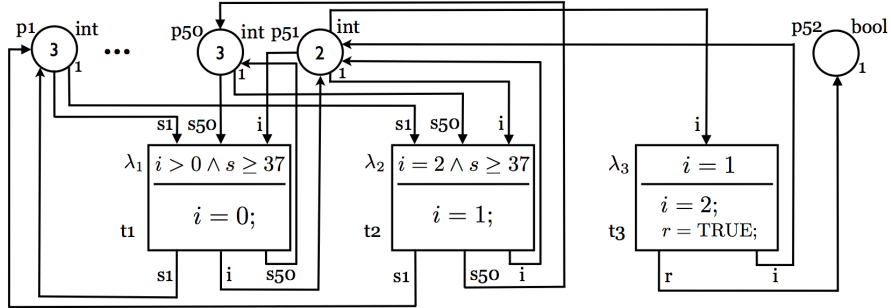 p1 int p50 int p51 int p52 bool
3 ... 3 2
1 1 1 1
s1 s50 i s1 s50 i i
λ1 i > 0 ∧ s ≥ 37 λ2 i = 2 ∧ s ≥ 37 λ3 i = 1
t1 i = 0; t2 i = 1; t3 i = 2;
r = TRUE;
s1 i s50 s1 s50 i r i